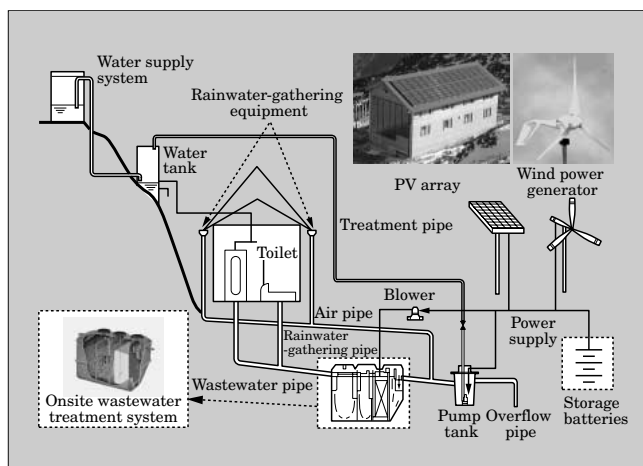 Water supply
system
Rainwater-gathering
equipment
Water
tank
PV array
Wind power
generator
Treatment pipe
Toilet
Blower
Air pipe
Rainwater
-gathering pipe
Power
supply
Wastewater pipe
Onsite wastewater
treatment system
Pump
tank
Overflow
pipe
Storage
batteries